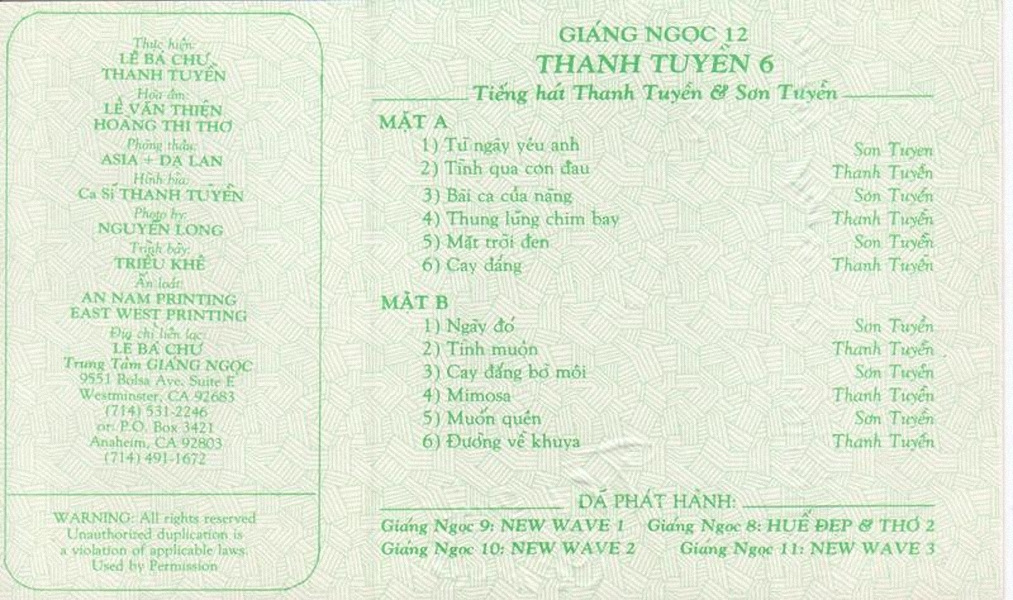 Thực hiện:
LÊ BÁ CHƯ
THANH TUYỀN
Hòa âm:
LÊ VĂN THIỆN
HOÀNG THI THƠ
Phòng thâu:
ASIA + DẠ LAN
Hình bìa:
Ca Sĩ THANH TUYỀN
Photo by:
NGUYỄN LONG
Trình bày:
TRIỀU KHÊ
Ấn loát:
AN NAM PRINTING
EAST WEST PRINTING
Địa chỉ liên lạc:
LÊ BÁ CHƯ
Trung Tâm GIÁNG NGỌC
9551 Bolsa Ave. Suite E
Westminster, CA 92683
(714) 531-2246
or: P.O. Box 3421
Anaheim, CA 92803
(714) 491-1672
WARNING: All rights reserved
Unauthorized duplication is
a violation of applicable laws.
Used by Permission
GIÁNG NGỌC 12
THANH TUYỀN 6
Tiếng hát Thanh Tuyền & Sơn Tuyền
MẶT A
1) Từ ngày yêu anh Sơn Tuyền
2) Tình qua cơn đau Thanh Tuyền
3) Bài ca của nàng Sơn Tuyền
4) Thung lũng chim bay Thanh Tuyền
5) Mặt trời đen Sơn Tuyền
6) Cay đắng Thanh Tuyền
MẶT B
1) Ngày đó Sơn Tuyền
2) Tình muộn Thanh Tuyền
3) Cay đắng bờ môi Sơn Tuyền
4) Mimosa Thanh Tuyền
5) Muốn quên Sơn Tuyền
6) Đường về khuya Thanh Tuyền
ĐÃ PHÁT HÀNH:
Giáng Ngọc 9: NEW WAVE 1 Giáng Ngọc 8: HUẾ ĐẸP & THƠ 2
Giáng Ngọc 10: NEW WAVE 2 Giáng Ngọc 11: NEW WAVE 3